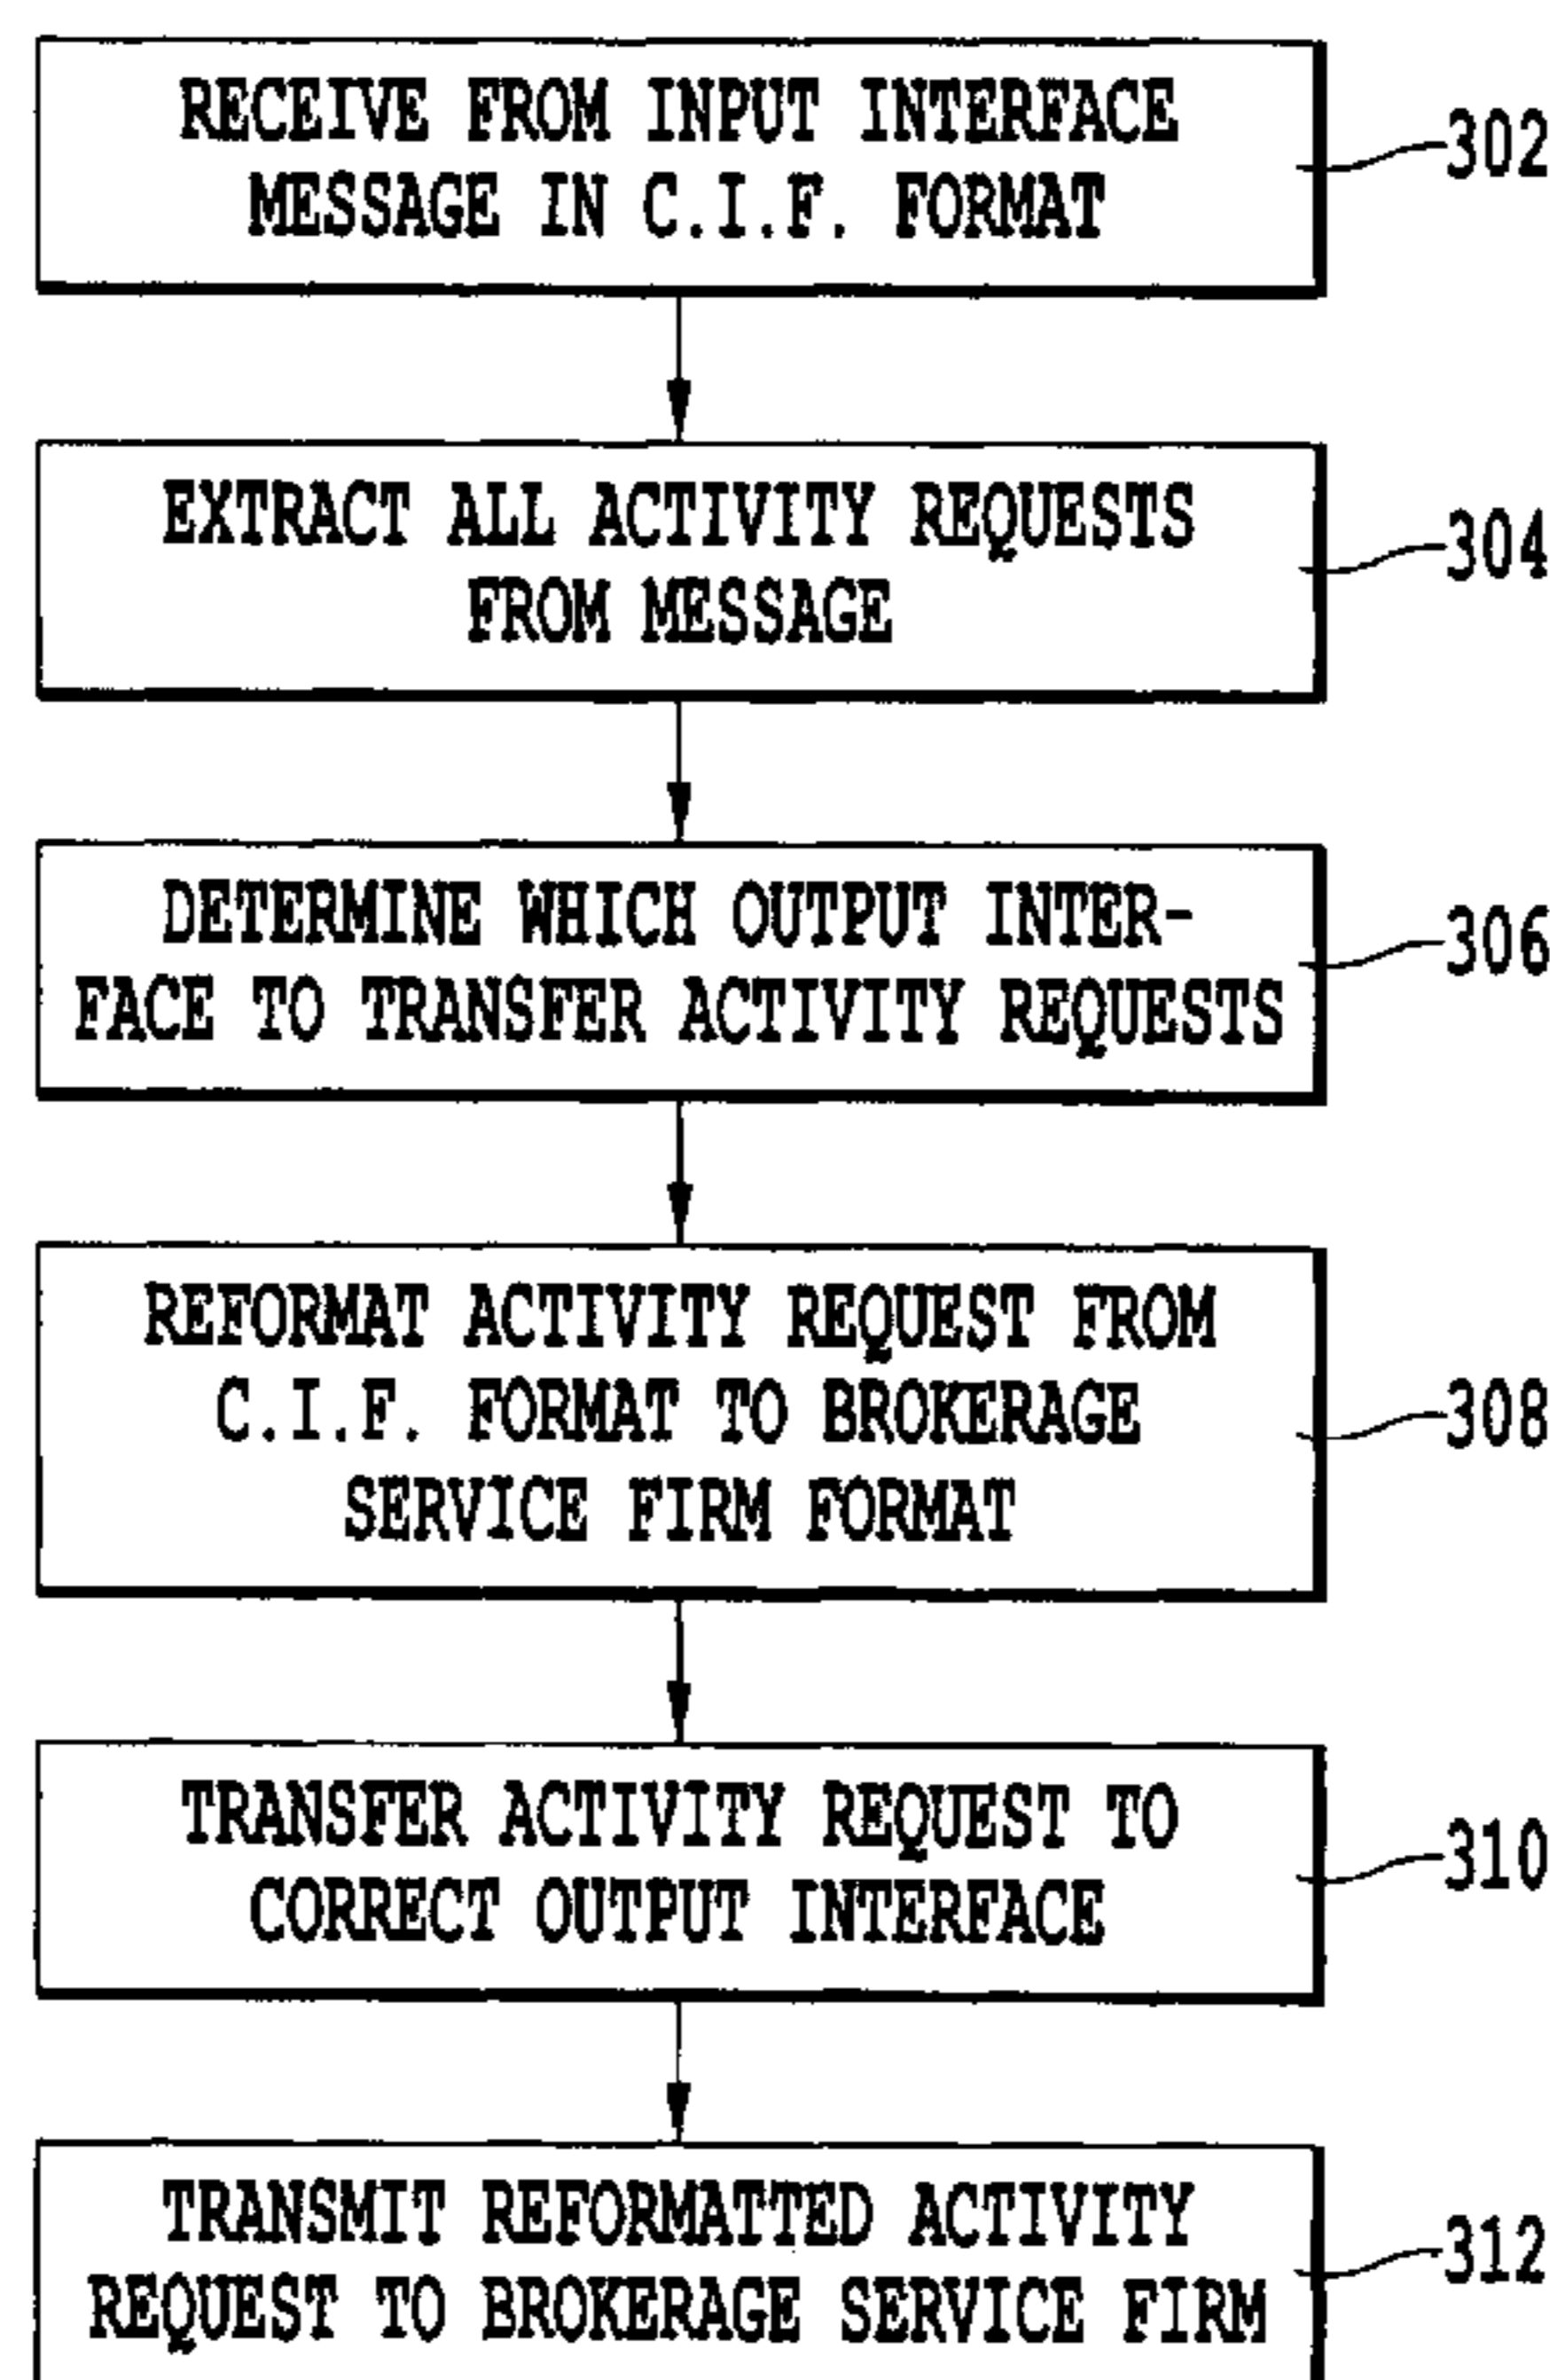 RECEIVE FROM INPUT INTERFACE
MESSAGE IN C.I.F. FORMAT
302
EXTRACT ALL ACTIVITY REQUESTS
FROM MESSAGE
304
DETERMINE WHICH OUTPUT INTER-
FACE TO TRANSFER ACTIVITY REQUESTS
306
REFORMAT ACTIVITY REQUEST FROM
C.I.F. FORMAT TO BROKERAGE
SERVICE FIRM FORMAT
308
TRANSFER ACTIVITY REQUEST TO
CORRECT OUTPUT INTERFACE
310
TRANSMIT REFORMATTED ACTIVITY
REQUEST TO BROKERAGE SERVICE FIRM
312